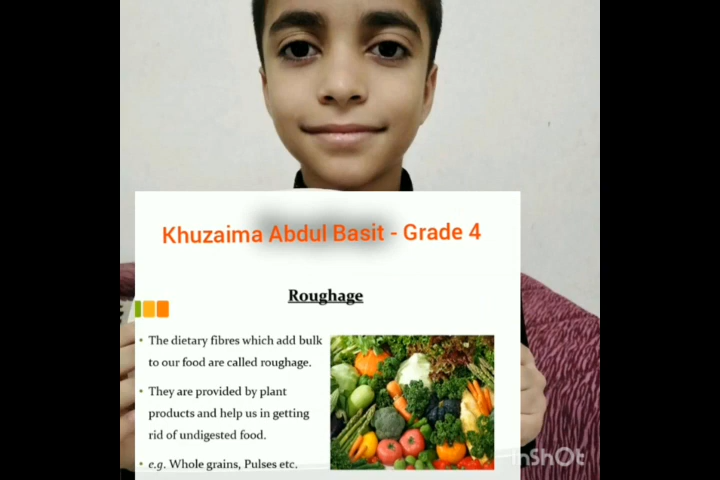 Khuzaima Abdul Basit - Grade 4
Roughage
• The dietary fibres which add bulk
to our food are called roughage.
• They are provided by plant
products and help us in getting
rid of undigested food.
• e.g. Whole grains, Pulses etc.
InShOt